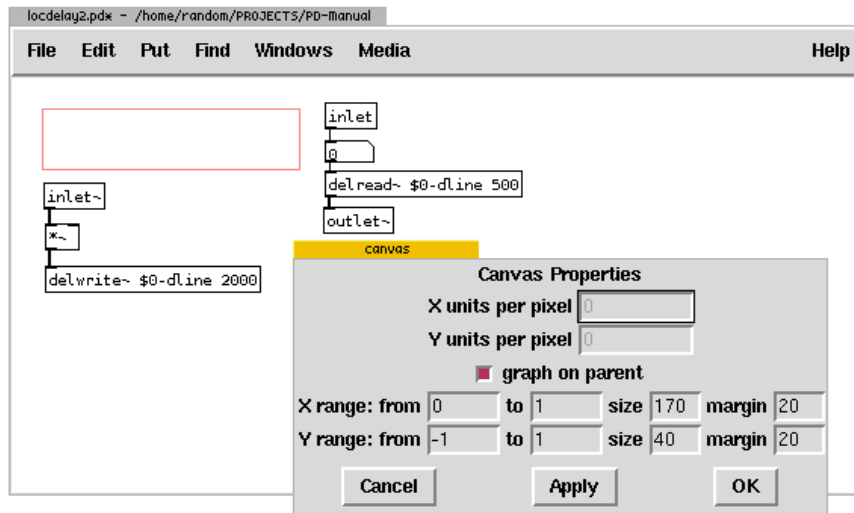 locdelay2.pd* - /home/random/PROJECTS/PD-Manual
File Edit Put Find Windows Media Help
inlet
0
delread~ $0-dline 500
outlet~
inlet~
*~
delwrite~ $0-dline 2000
canvas
Canvas Properties
X units per pixel 0
Y units per pixel 0
graph on parent
X range: from 0 to 1 size 170 margin 20
Y range: from -1 to 1 size 40 margin 20
Cancel Apply OK